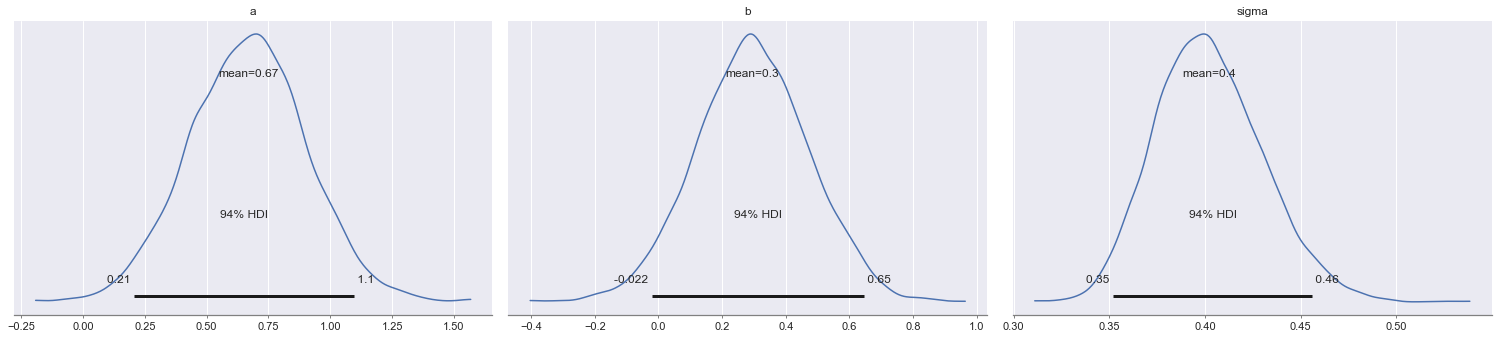 a
mean=0.67
94% HDI
0.21 1.1
−0.25 0.00 0.25 0.50 0.75 1.00 1.25 1.50
b
mean=0.3
94% HDI
-0.022 0.65
−0.4 −0.2 0.0 0.2 0.4 0.6 0.8 1.0
sigma
mean=0.4
94% HDI
0.35 0.46
0.30 0.35 0.40 0.45 0.50